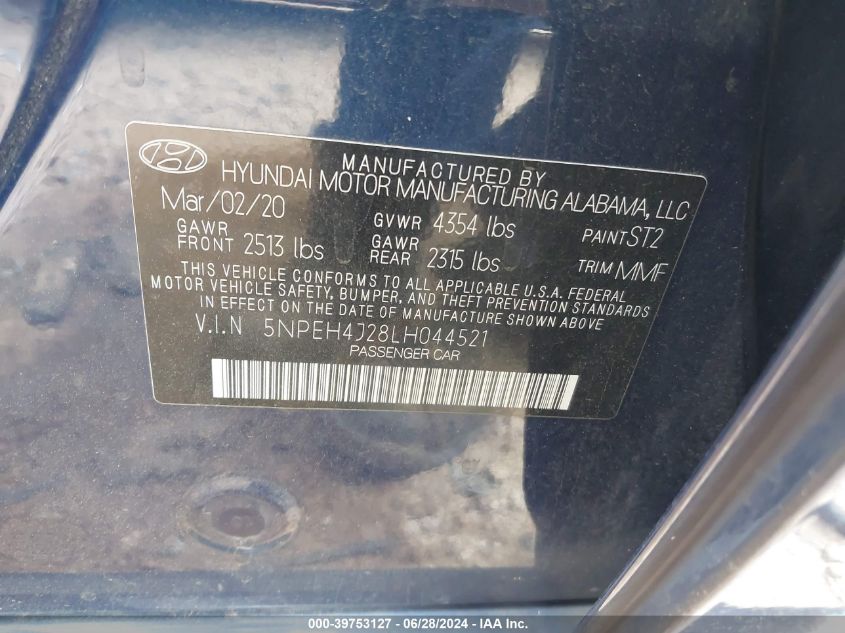 MANUFACTURED BY
HYUNDAI MOTOR MANUFACTURING ALABAMA, LLC
Mar/02/20 GVWR 4354 lbs PAINT ST2
GAWR FRONT 2513 lbs GAWR REAR 2315 lbs TRIM MMF
THIS VEHICLE CONFORMS TO ALL APPLICABLE U.S.A. FEDERAL
MOTOR VEHICLE SAFETY, BUMPER, AND THEFT PREVENTION STANDARDS
IN EFFECT ON THE DATE OF MANUFACTURE SHOWN ABOVE.
V.I.N 5NPEH4J28LH044521
PASSENGER CAR
000-39753127 / 06/28/2024 / IAA Inc.